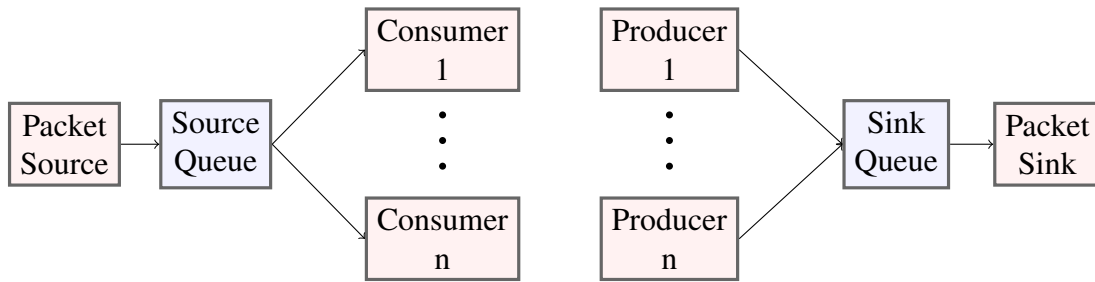 Packet
Source
Source
Queue
Consumer
1
Consumer
n
Producer
1
Producer
n
Sink
Queue
Packet
Sink